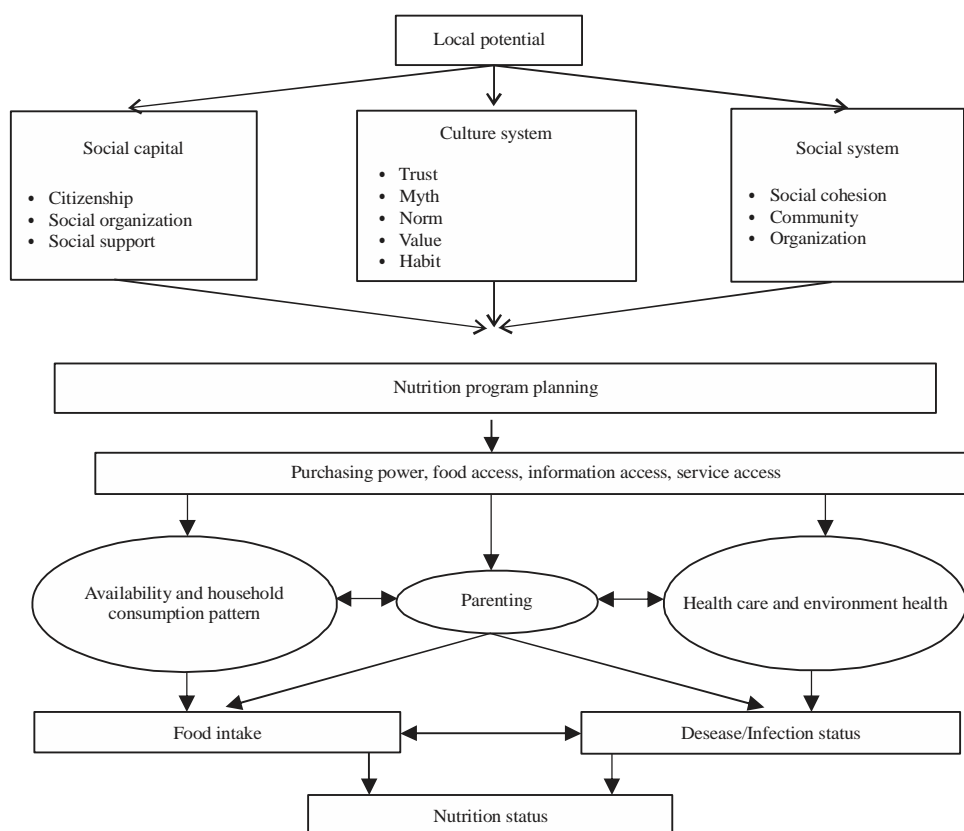 Local potential
Social capital
• Citizenship
• Social organization
• Social support
Culture system
• Trust
• Myth
• Norm
• Value
• Habit
Social system
• Social cohesion
• Community
• Organization
Nutrition program planning
Purchasing power, food access, information access, service access
Availability and household
consumption pattern
Parenting
Health care and environment health
Food intake
Desease/Infection status
Nutrition status